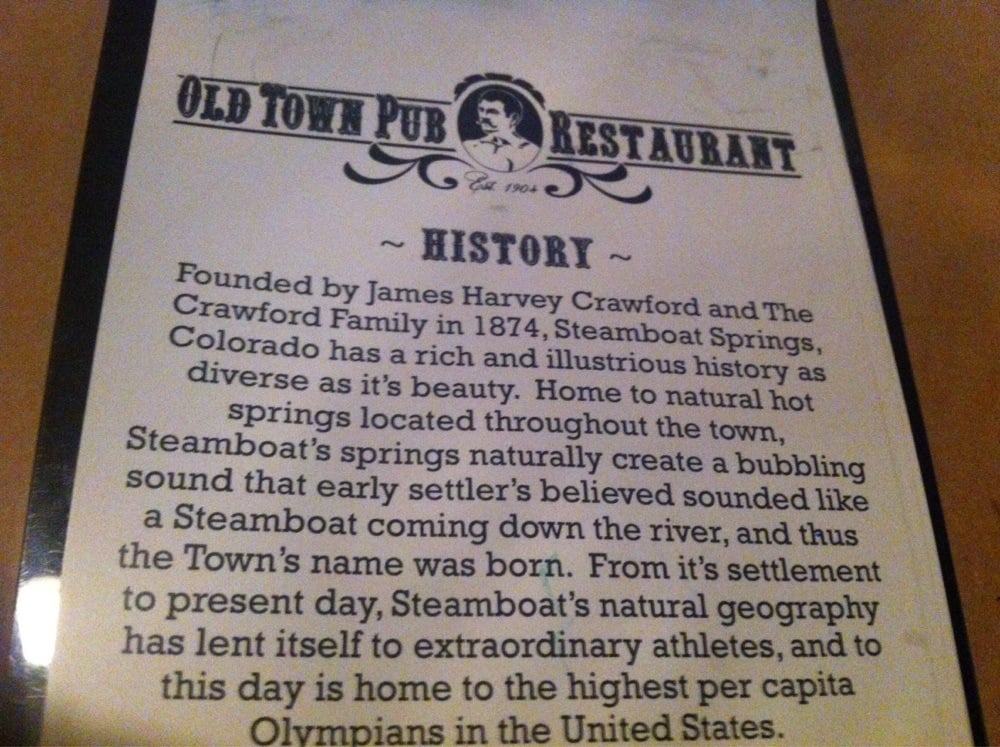 OLD TOWN PUB RESTAURANT
Est. 1904
~ HISTORY ~
Founded by James Harvey Crawford and The
Crawford Family in 1874, Steamboat Springs,
Colorado has a rich and illustrious history as
diverse as it's beauty. Home to natural hot
springs located throughout the town,
Steamboat's springs naturally create a bubbling
sound that early settler's believed sounded like
a Steamboat coming down the river, and thus
the Town's name was born. From it's settlement
to present day, Steamboat's natural geography
has lent itself to extraordinary athletes, and to
this day is home to the highest per capita
Olympians in the United States.